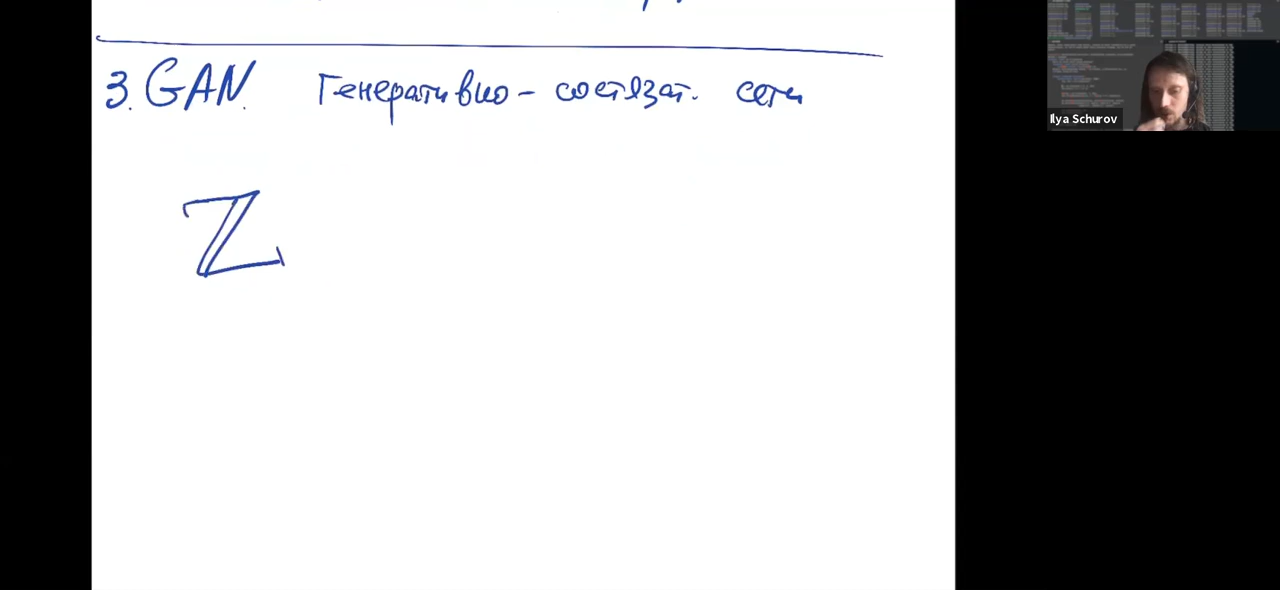 3. GAN. Генеративно-состязат. сети
ℤ
Ilya Schurov